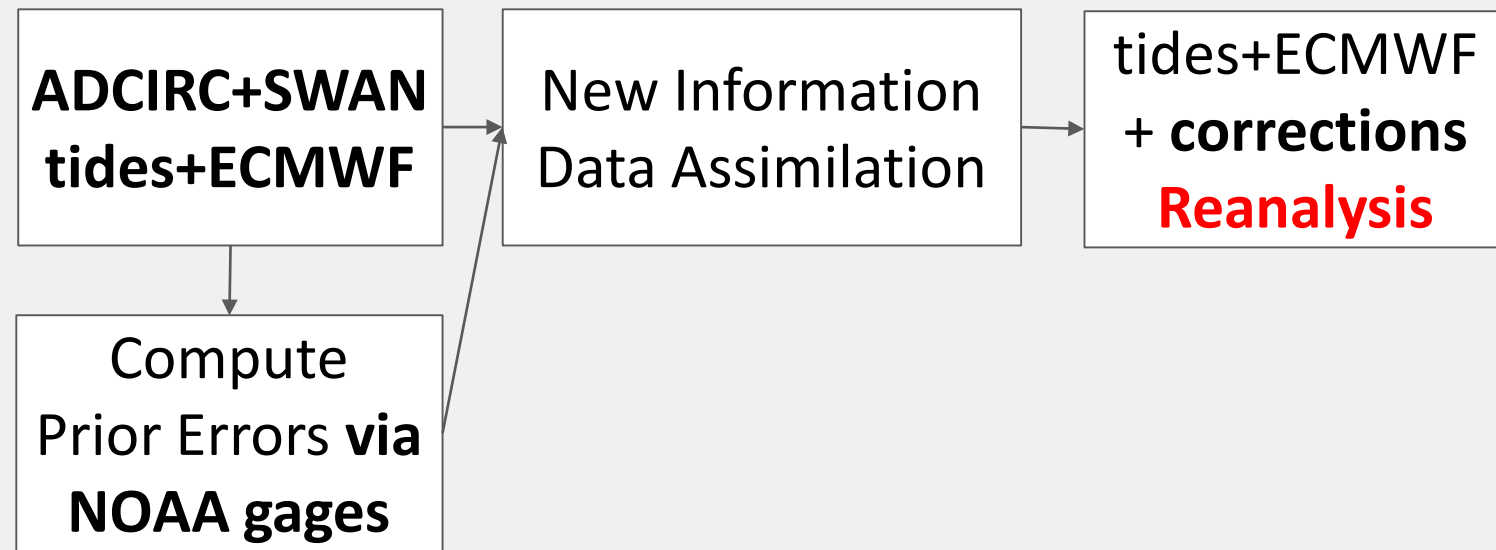 ADCIRC+SWAN
tides+ECMWF
New Information
Data Assimilation
tides+ECMWF
+ corrections
Reanalysis
Compute
Prior Errors via
NOAA gages